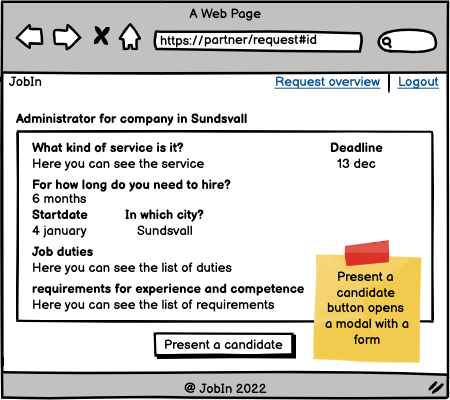 A Web Page
https://partner/request#id
JobIn
Request overview
Logout
Administrator for company in Sundsvall
What kind of service is it?
Deadline
Here you can see the service
13 dec
For how long do you need to hire?
6 months
Startdate
In which city?
4 january
Sundsvall
Job duties
Here you can see the list of duties
requirements for experience and competence
Here you can see the list of requirements
Present a
candidate
button opens
a modal with a
form
Present a candidate
@ JobIn 2022